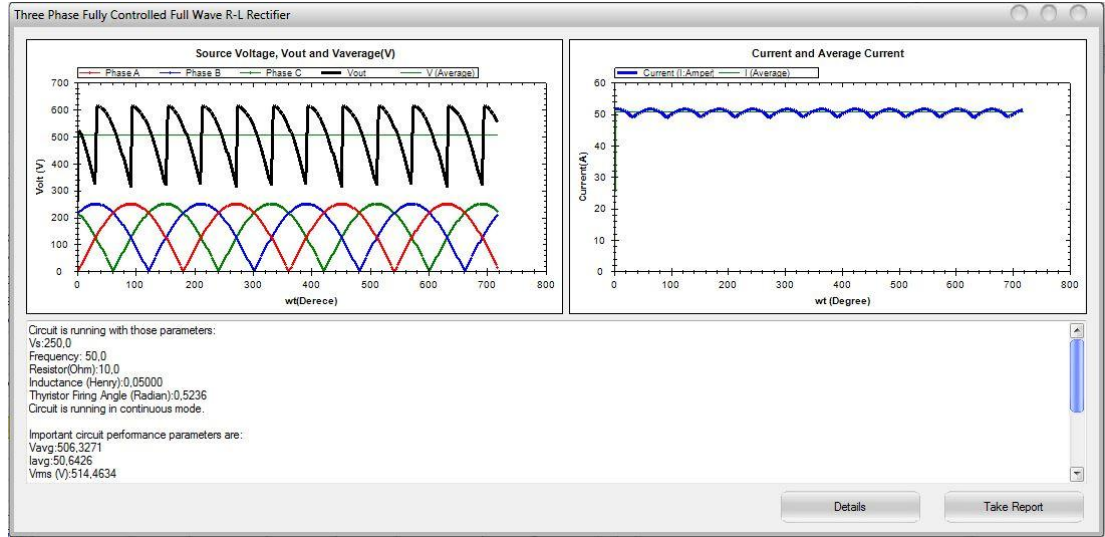 Three Phase Fully Controlled Full Wave R-L Rectifier
Source Voltage, Vout and Vaverage(V)
Phase A Phase B Phase C Vout V (Average)
700
600
500
400
300
200
100
0
Volt (V)
0 100 200 300 400 500 600 700 800
wt(Derece)
Current and Average Current
Current (I:Amper) I (Average)
60
50
40
30
20
10
0
Current(A)
0 100 200 300 400 500 600 700 800
wt (Degree)
Circuit is running with those parameters:
Vs:250,0
Frequency: 50,0
Resistor(Ohm):10,0
Inductance (Henry):0,05000
Thyristor Firing Angle (Radian):0,5236
Circuit is running in continuous mode.
Important circuit performance parameters are:
Vavg:506,3271
Iavg:50,6426
Vrms (V):514,4634
Details
Take Report